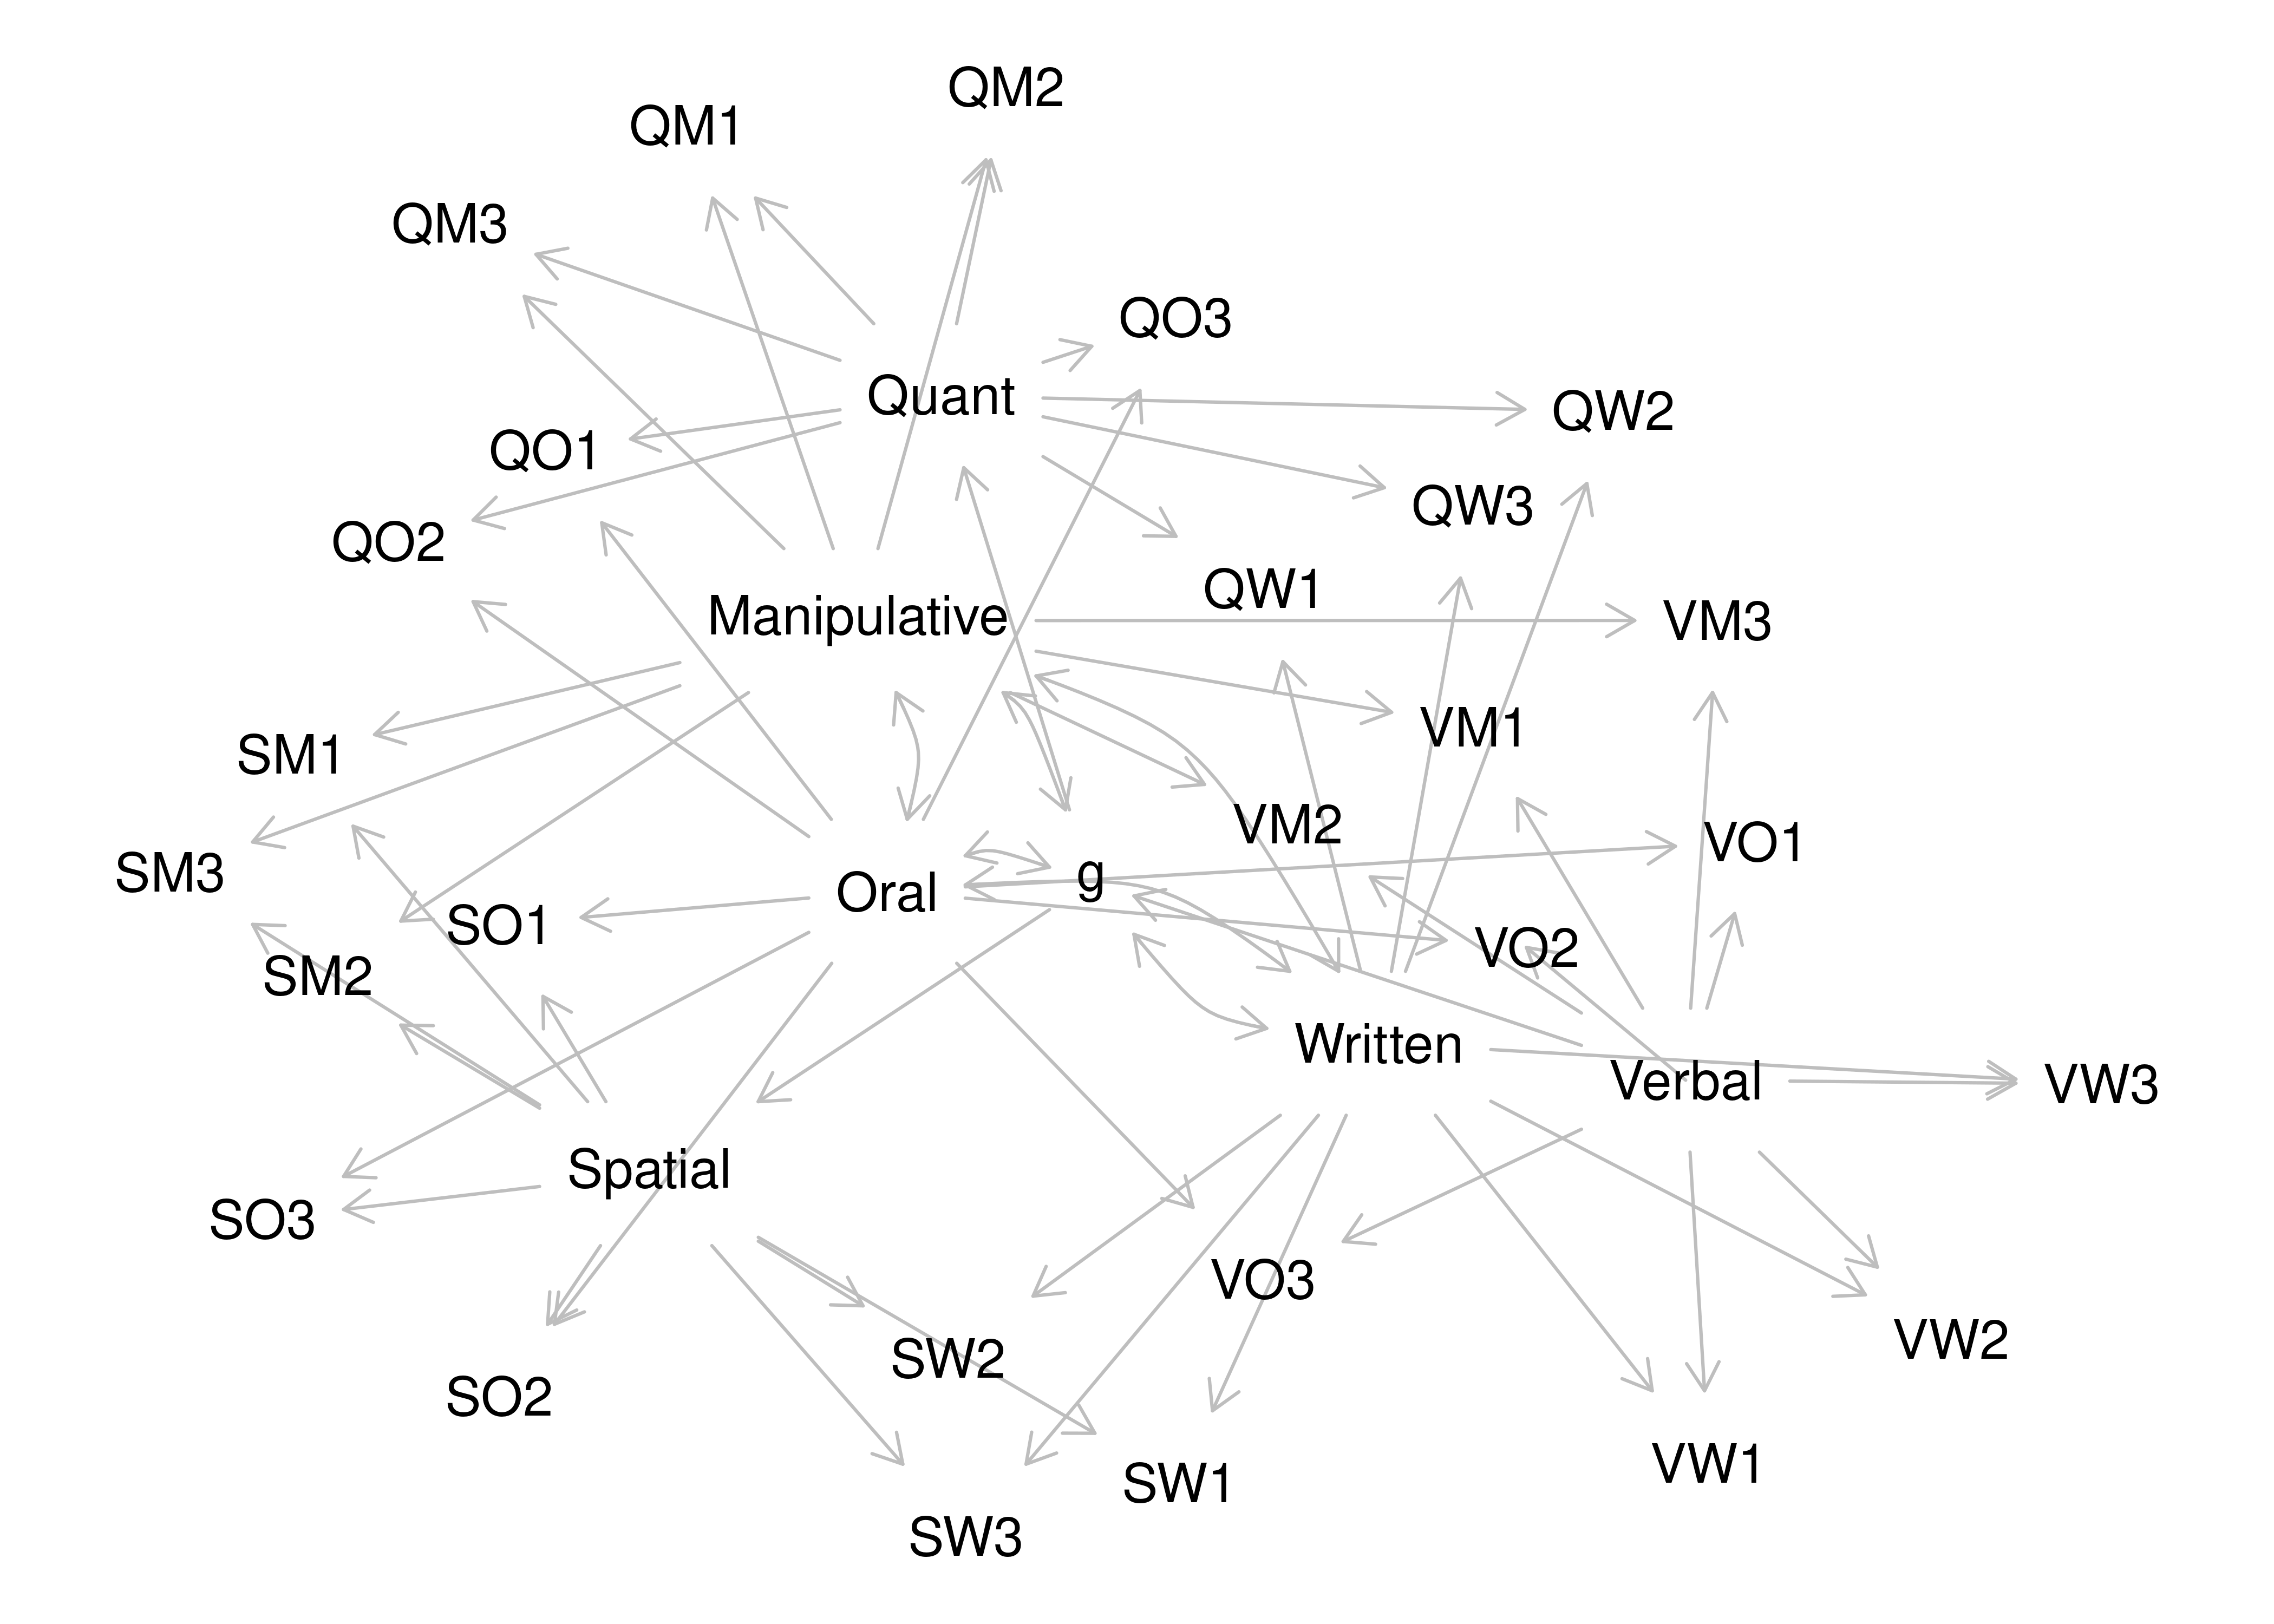 QM2
QM1
QM3
QO3
Quant
QW2
QO1
QW3
QO2
QW1
Manipulative
VM3
VM1
SM1
VM2
VO1
SM3
g
Oral
SO1
VO2
SM2
Written
Verbal
VW3
Spatial
SO3
VO3
VW2
SW2
SO2
VW1
SW1
SW3